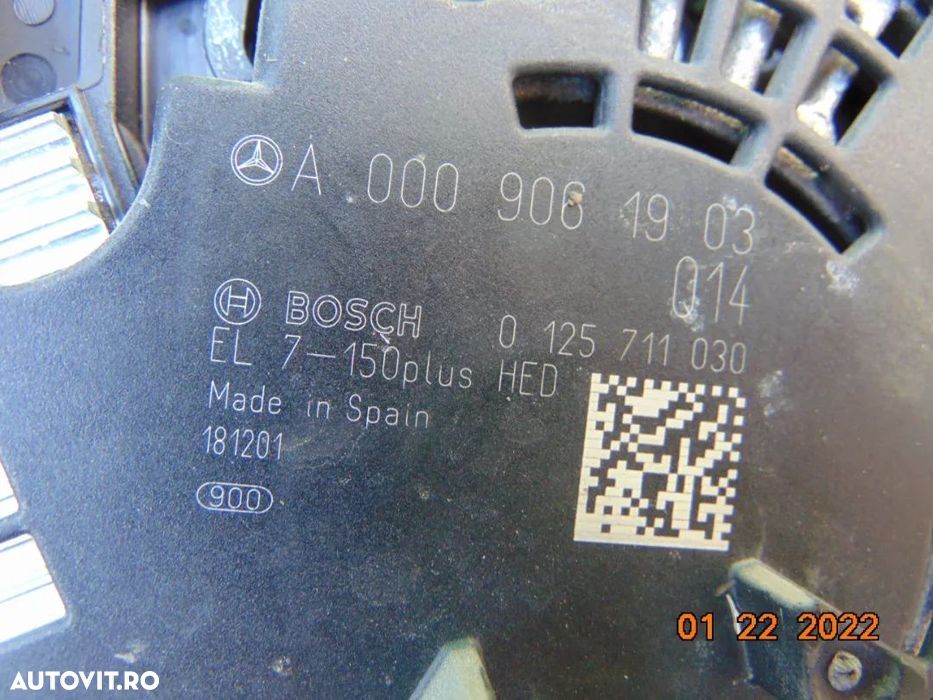 A 000 906 19 03
Q14
BOSCH 0 125 711 030
EL 7-150plus HED
Made in Spain
181201
900
01 22 2022
AUTOVIT.RO